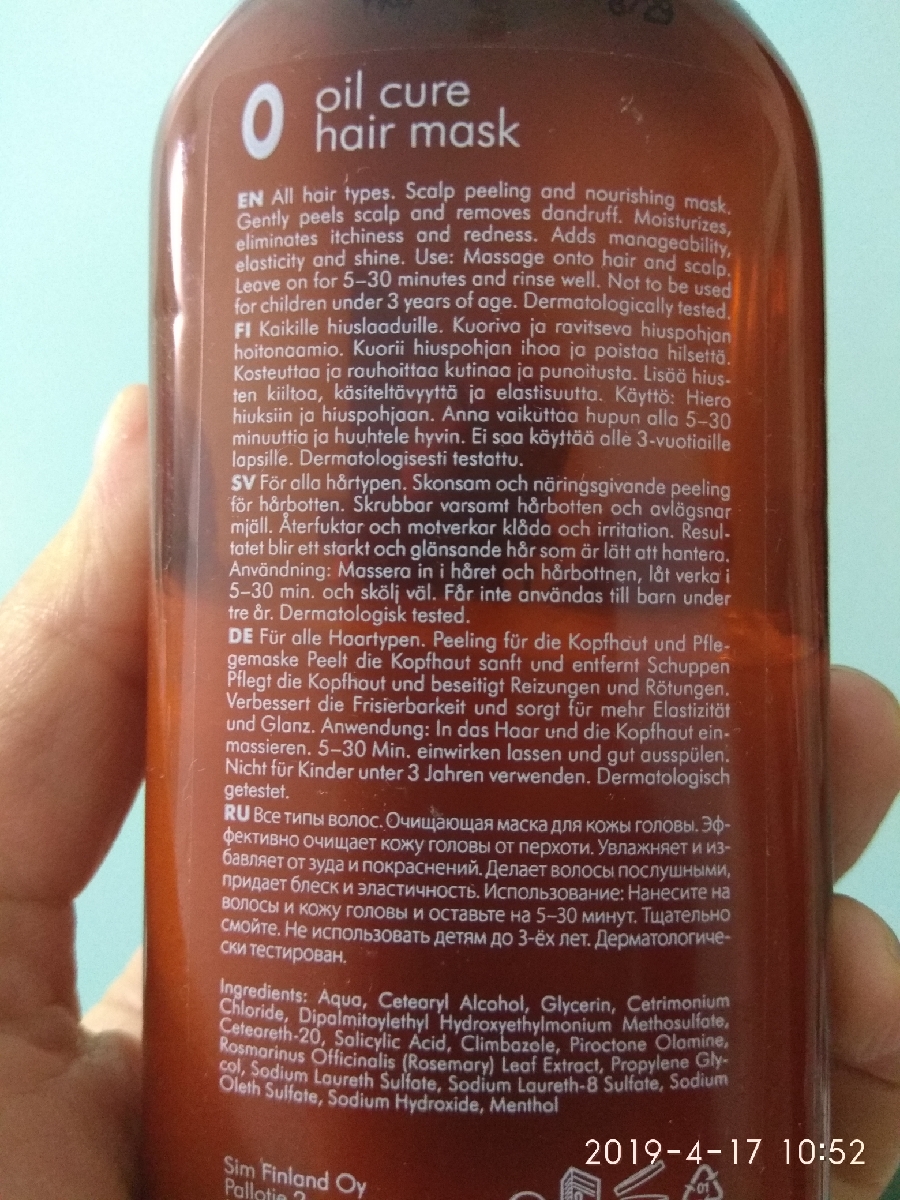 8/23
O oil cure
hair mask
EN All hair types. Scalp peeling and nourishing mask.
Gently peels scalp and removes dandruff. Moisturizes,
eliminates itchiness and redness. Adds manageability,
elasticity and shine. Use: Massage onto hair and scalp.
Leave on for 5–30 minutes and rinse well. Not to be used
for children under 3 years of age. Dermatologically tested.
FI Kaikille hiuslaaduille. Kuoriva ja ravitseva hiuspohjan
hoitonaamio. Kuorii hiuspohjan ihoa ja poistaa hilsettä.
Kosteuttaa ja rauhoittaa kutinaa ja punoitusta. Lisää hius-
ten kiiltoa, käsiteltävyyttä ja elastisuutta. Käyttö: Hiero
hiuksiin ja hiuspohjaan. Anna vaikuttaa hupun alla 5–30
minuuttia ja huuhtele hyvin. Ei saa käyttää alle 3-vuotiaille
lapsille. Dermatologisesti testattu.
SV För alla hårtypen. Skonsam och näringsgivande peeling
för hårbotten. Skrubbar varsamt hårbotten och avlägsnar
mjäll. Återfuktar och motverkar klåda och irritation. Resul-
tatet blir ett starkt och glänsande hår som är lätt att hantera.
Användning: Massera in i håret och hårbottnen, låt verka i
5–30 min. och skölj väl. Får inte användas till barn under
tre år. Dermatologisk tested.
DE Für alle Haartypen. Peeling für die Kopfhaut und Pfle-
gemaske Peelt die Kopfhaut sanft und entfernt Schuppen
Pflegt die Kopfhaut und beseitigt Reizungen und Rötungen.
Verbessert die Frisierbarkeit und sorgt für mehr Elastizität
und Glanz. Anwendung: In das Haar und die Kopfhaut ein-
massieren. 5–30 Min. einwirken lassen und gut ausspülen.
Nicht für Kinder unter 3 Jahren verwenden. Dermatologisch
getestet.
RU Все типы волос. Очищающая маска для кожы головы. Эф-
фективно очищает кожу головы от перхоти. Увлажняет и из-
бавляет от зуда и покраснений. Делает волосы послушными,
придает блеск и эластичность. Использование: Нанесите на
волосы и кожу головы и оставьте на 5–30 минут. Тщательно
смойте. Не использовать детям до 3-ёх лет. Дерматологиче-
ски тестирован.
Ingredients: Aqua, Cetearyl Alcohol, Glycerin, Cetrimonium
Chloride, Dipalmitoylethyl Hydroxyethylmonium Methosulfate,
Ceteareth-20, Salicylic Acid, Climbazole, Piroctone Olamine,
Rosmarinus Officinalis (Rosemary) Leaf Extract, Propylene Gly-
col, Sodium Laureth Sulfate, Sodium Laureth-8 Sulfate, Sodium
Oleth Sulfate, Sodium Hydroxide, Menthol
Sim Finland Oy
Pallotie 2
01
2019-4-17 10:52